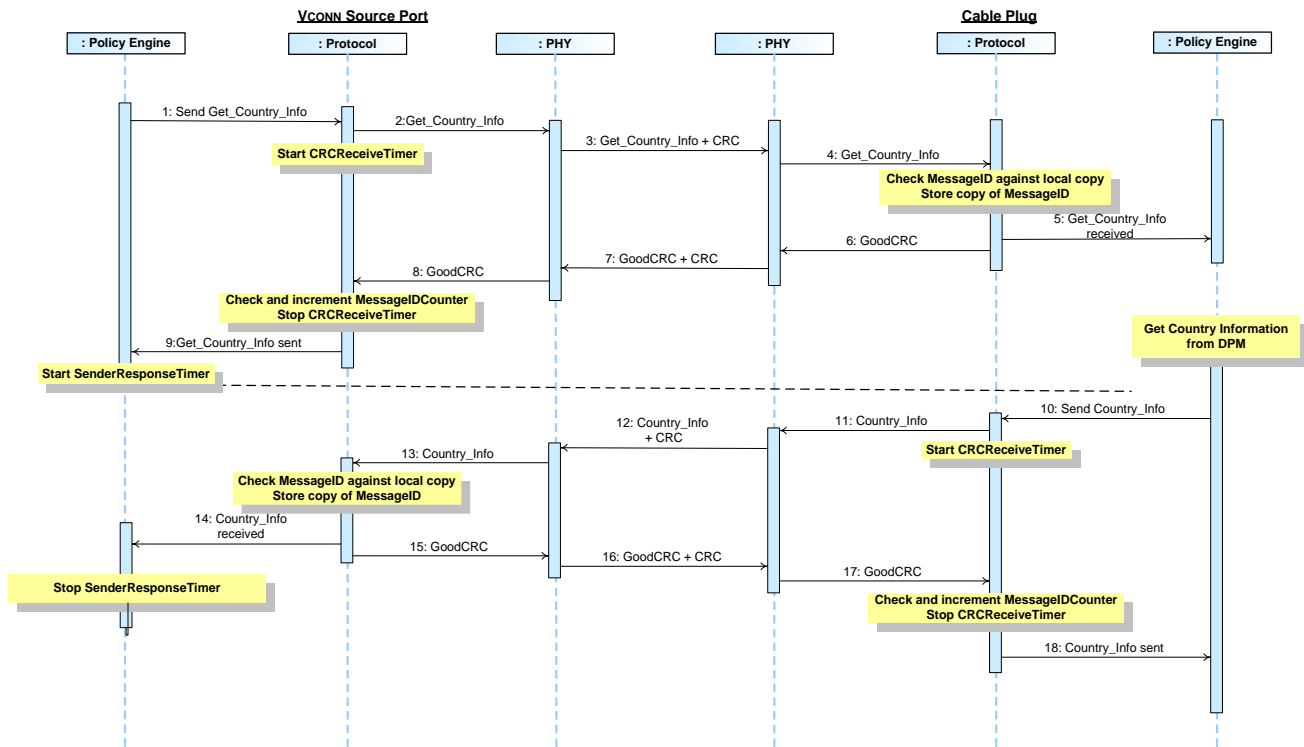 VCONN Source Port
Cable Plug
: Policy Engine
: Protocol
: PHY
: PHY
: Protocol
: Policy Engine
1: Send Get_Country_Info
2:Get_Country_Info
Start CRCReceiveTimer
3: Get_Country_Info + CRC
4: Get_Country_Info
Check MessageID against local copy
Store copy of MessageID
5: Get_Country_Info
received
6: GoodCRC
7: GoodCRC + CRC
8: GoodCRC
Check and increment MessageIDCounter
Stop CRCReceiveTimer
9:Get_Country_Info sent
Start SenderResponseTimer
Get Country Information
from DPM
10: Send Country_Info
11: Country_Info
Start CRCReceiveTimer
12: Country_Info
+ CRC
13: Country_Info
Check MessageID against local copy
Store copy of MessageID
14: Country_Info
received
15: GoodCRC
16: GoodCRC + CRC
17: GoodCRC
Stop SenderResponseTimer
Check and increment MessageIDCounter
Stop CRCReceiveTimer
18: Country_Info sent